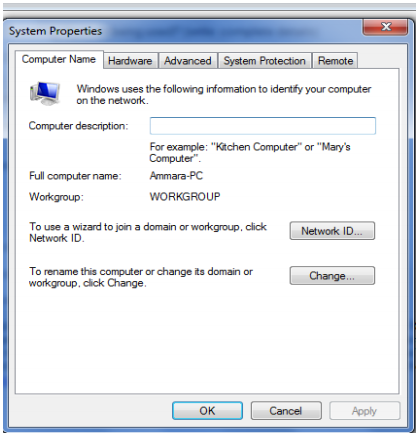 System Properties
Computer Name Hardware Advanced System Protection Remote
Windows uses the following information to identify your computer
on the network.
Computer description:
For example: "Kitchen Computer" or "Mary's
Computer".
Full computer name: Ammara-PC
Workgroup: WORKGROUP
To use a wizard to join a domain or workgroup, click
Network ID.
Network ID...
To rename this computer or change its domain or
workgroup, click Change.
Change...
OK Cancel Apply